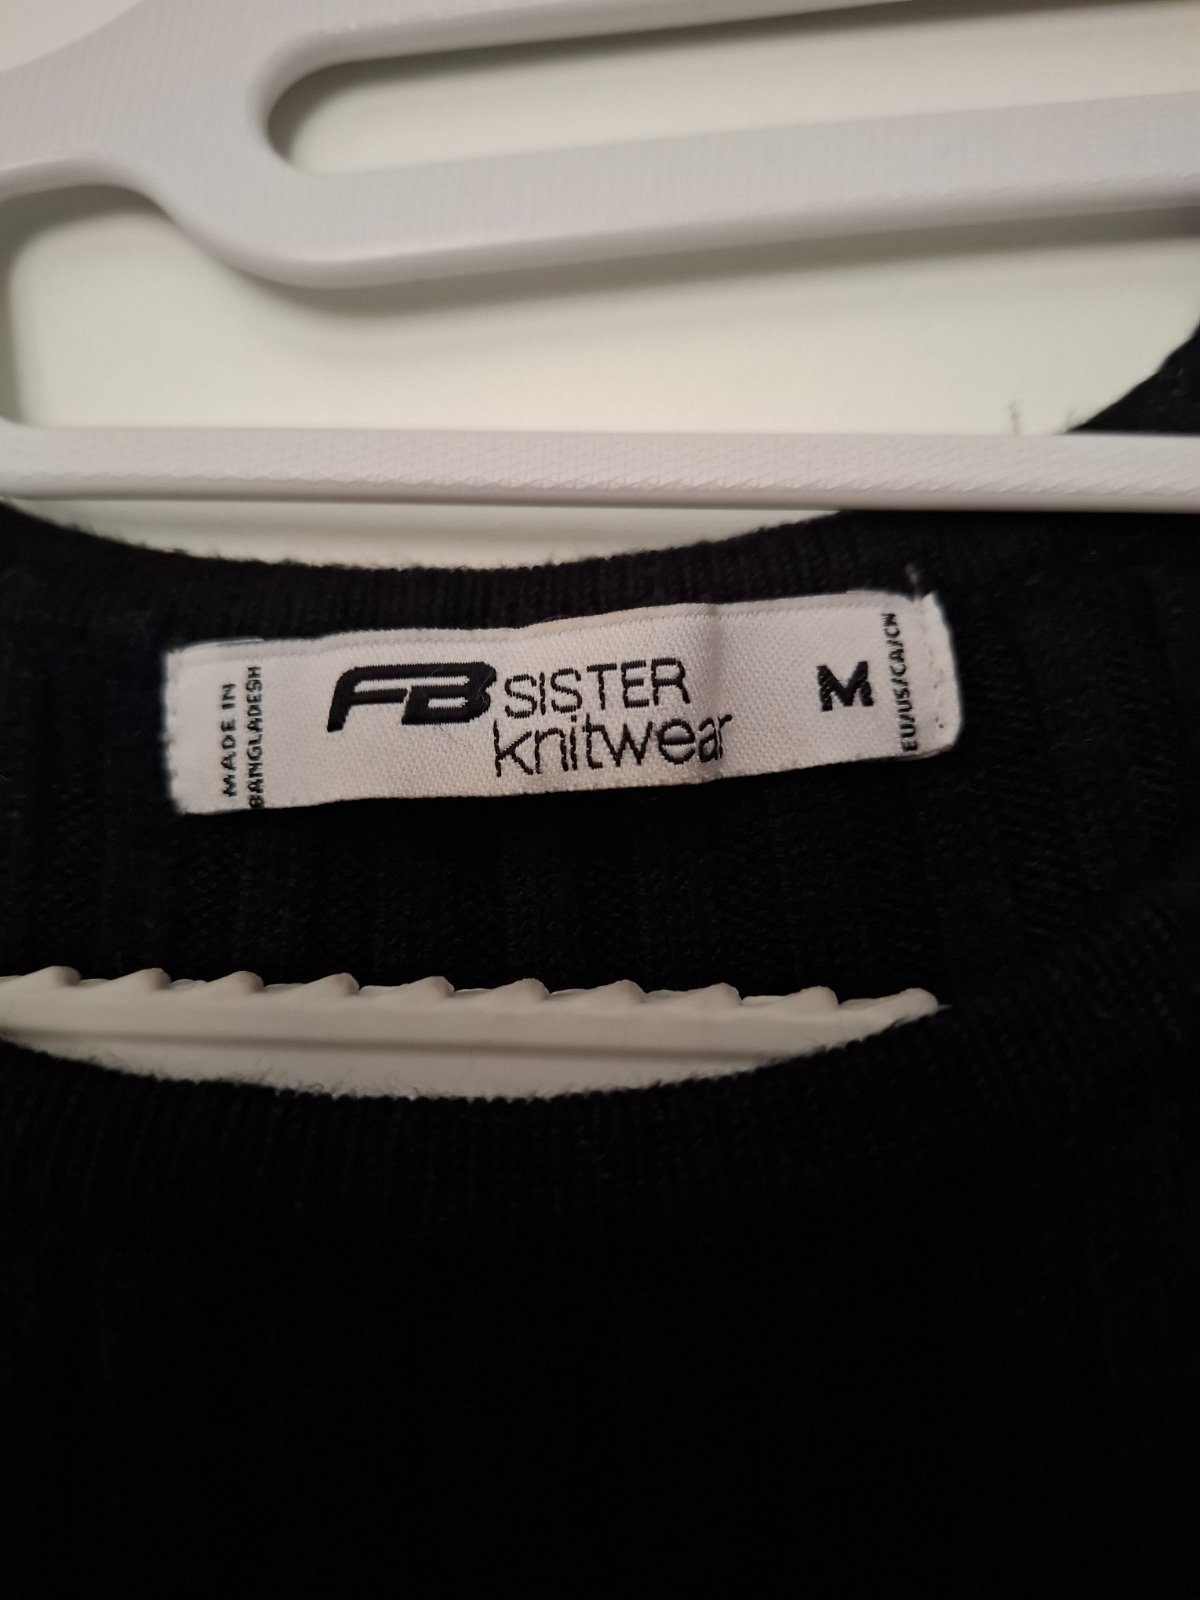 MADE IN
BANGLADESH
FB SISTER
knitwear
M
EU/US/CA/CN